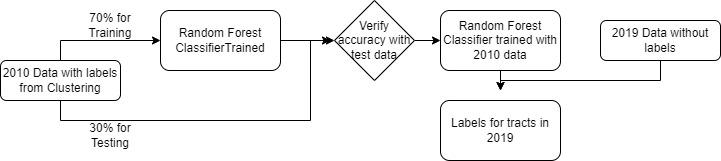 70% for
Training
Random Forest
ClassifierTrained
Verify
accuracy with
test data
Random Forest
Classifier trained with
2010 data
2019 Data without
labels
2010 Data with labels
from Clustering
30% for
Testing
Labels for tracts in
2019